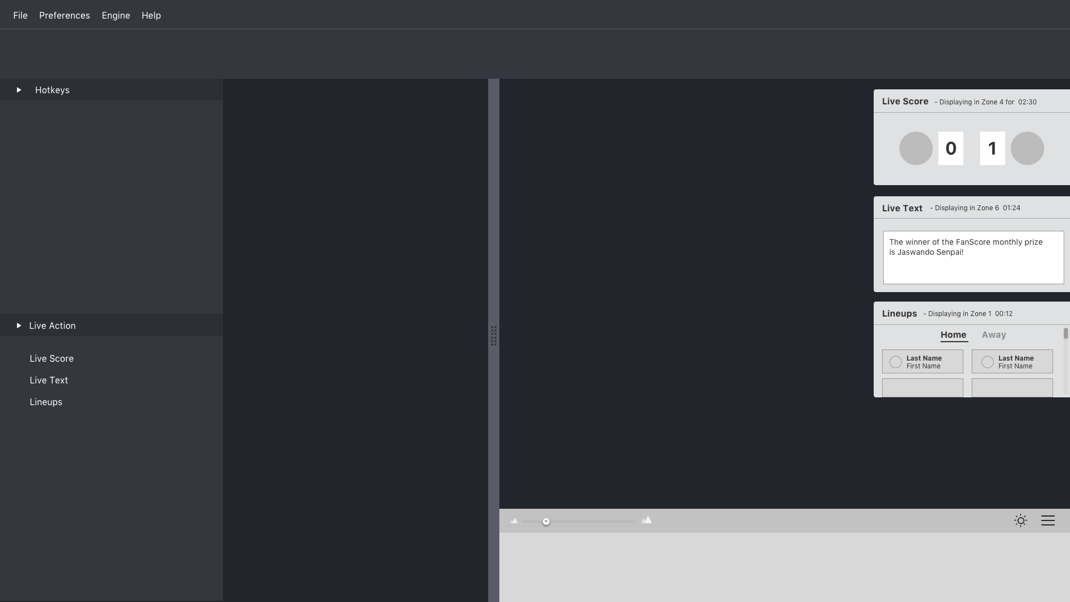 File Preferences Engine Help
Hotkeys
Live Action
Live Score
Live Text
Lineups
Live Score - Displaying in Zone 4 for 02:30
0 1
Live Text - Displaying in Zone 6 01:24
The winner of the FanScore monthly prize
is Jaswando Senpai!
Lineups - Displaying in Zone 1 00:12
Home Away
Last Name Last Name
First Name First Name